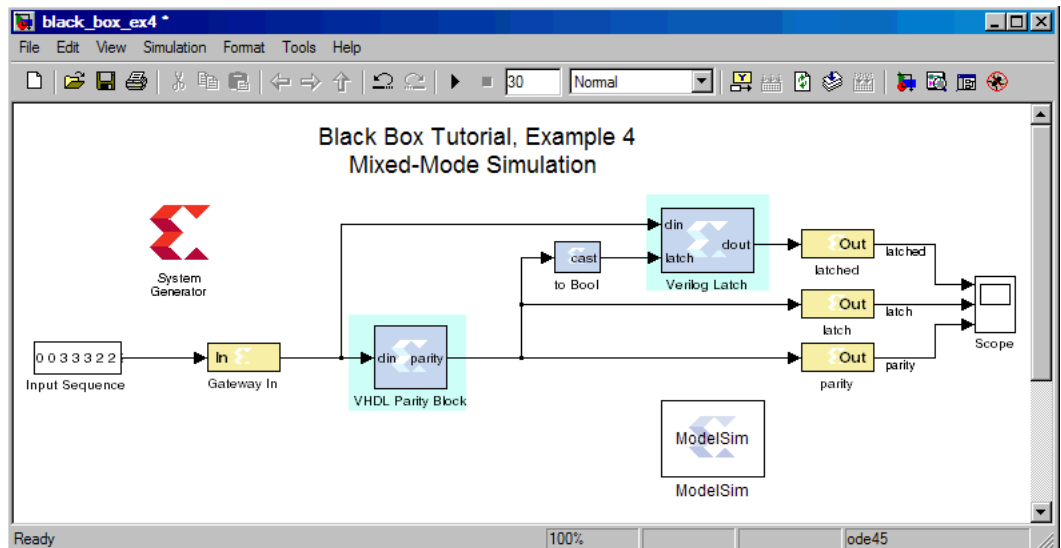 black_box_ex4 *
File Edit View Simulation Format Tools Help
30 Normal
Black Box Tutorial, Example 4
Mixed-Mode Simulation
System
Generator
din
latch
dout
Verilog Latch
cast
to Bool
Out
latched
latched
Out
latch
latch
Out
parity
parity
Scope
0 0 3 3 3 2 2
Input Sequence
In
Gateway In
din parity
VHDL Parity Block
ModelSim
ModelSim
Ready 100% ode45